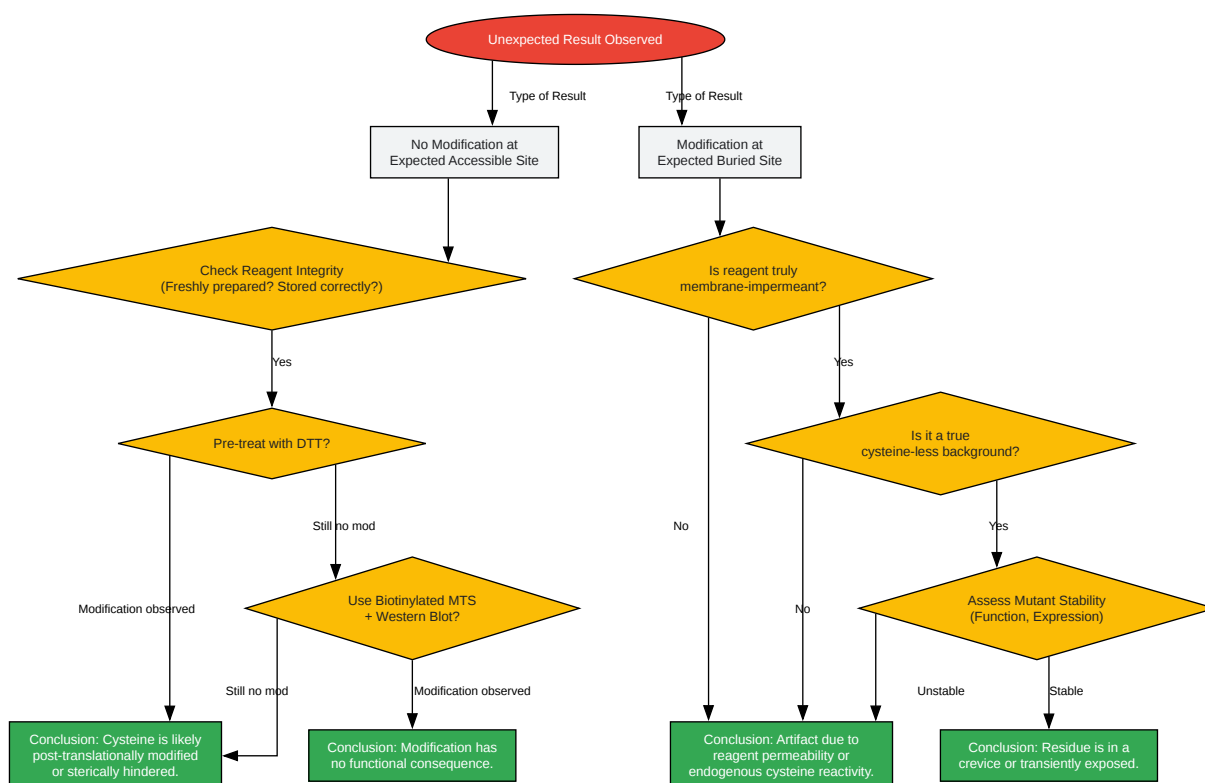 Unexpected Result Observed
Type of Result
Type of Result
No Modification at
Expected Accessible Site
Modification at
Expected Buried Site
Check Reagent Integrity
(Freshly prepared? Stored correctly?)
Is reagent truly
membrane-impermeant?
Yes
Yes
Pre-treat with DTT?
Is it a true
cysteine-less background?
Still no mod
No
Yes
Use Biotinylated MTS
+ Western Blot?
Assess Mutant Stability
(Function, Expression)
Modification observed
No
Still no mod
Modification observed
Unstable
Stable
Conclusion: Cysteine is likely
post-translationally modified
or sterically hindered.
Conclusion: Modification has
no functional consequence.
Conclusion: Artifact due to
reagent permeability or
endogenous cysteine reactivity.
Conclusion: Residue is in a
crevice or transiently exposed.